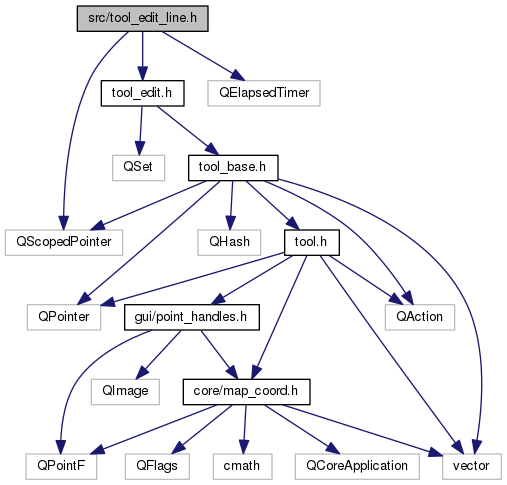 src/tool_edit_line.h
tool_edit.h
QElapsedTimer
QSet
tool_base.h
QScopedPointer
QHash
tool.h
QPointer
gui/point_handles.h
QAction
QImage
core/map_coord.h
QPointF
QFlags
cmath
QCoreApplication
vector